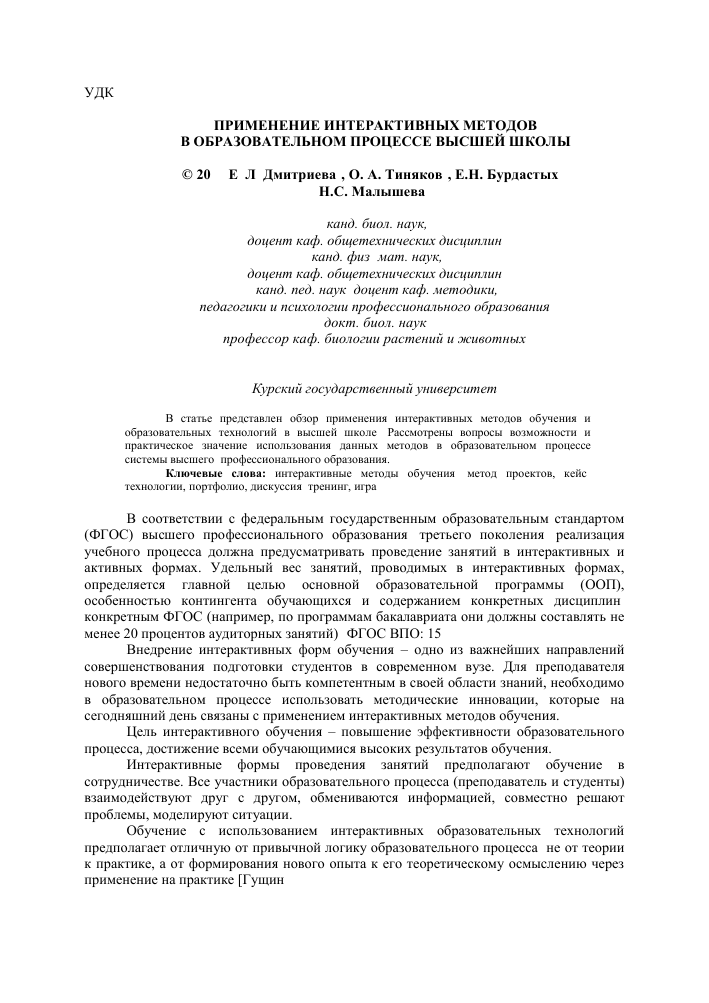 УДК
ПРИМЕНЕНИЕ ИНТЕРАКТИВНЫХ МЕТОДОВ
В ОБРАЗОВАТЕЛЬНОМ ПРОЦЕССЕ ВЫСШЕЙ ШКОЛЫ
© 20 Е Л Дмитриева , О. А. Тиняков , Е.Н. Бурдастых
Н.С. Малышева
канд. биол. наук,
доцент каф. общетехнических дисциплин
канд. физ мат. наук,
доцент каф. общетехнических дисциплин
канд. пед. наук доцент каф. методики,
педагогики и психологии профессионального образования
докт. биол. наук
профессор каф. биологии растений и животных
Курский государственный университет
В статье представлен обзор применения интерактивных методов обучения и
образовательных технологий в высшей школе Рассмотрены вопросы возможности и
практическое значение использования данных методов в образовательном процессе
системы высшего профессионального образования.
Ключевые слова: интерактивные методы обучения метод проектов, кейс
технологии, портфолио, дискуссия тренинг, игра
В соответствии с федеральным государственным образовательным стандартом
(ФГОС) высшего профессионального образования третьего поколения реализация
учебного процесса должна предусматривать проведение занятий в интерактивных и
активных формах. Удельный вес занятий, проводимых в интерактивных формах,
определяется главной целью основной образовательной программы (ООП),
особенностью контингента обучающихся и содержанием конкретных дисциплин
конкретным ФГОС (например, по программам бакалавриата они должны составлять не
менее 20 процентов аудиторных занятий) ФГОС ВПО: 15
Внедрение интерактивных форм обучения – одно из важнейших направлений
совершенствования подготовки студентов в современном вузе. Для преподавателя
нового времени недостаточно быть компетентным в своей области знаний, необходимо
в образовательном процессе использовать методические инновации, которые на
сегодняшний день связаны с применением интерактивных методов обучения.
Цель интерактивного обучения – повышение эффективности образовательного
процесса, достижение всеми обучающимися высоких результатов обучения.
Интерактивные формы проведения занятий предполагают обучение в
сотрудничестве. Все участники образовательного процесса (преподаватель и студенты)
взаимодействуют друг с другом, обмениваются информацией, совместно решают
проблемы, моделируют ситуации.
Обучение с использованием интерактивных образовательных технологий
предполагает отличную от привычной логику образовательного процесса не от теории
к практике, а от формирования нового опыта к его теоретическому осмыслению через
применение на практике [Гущин